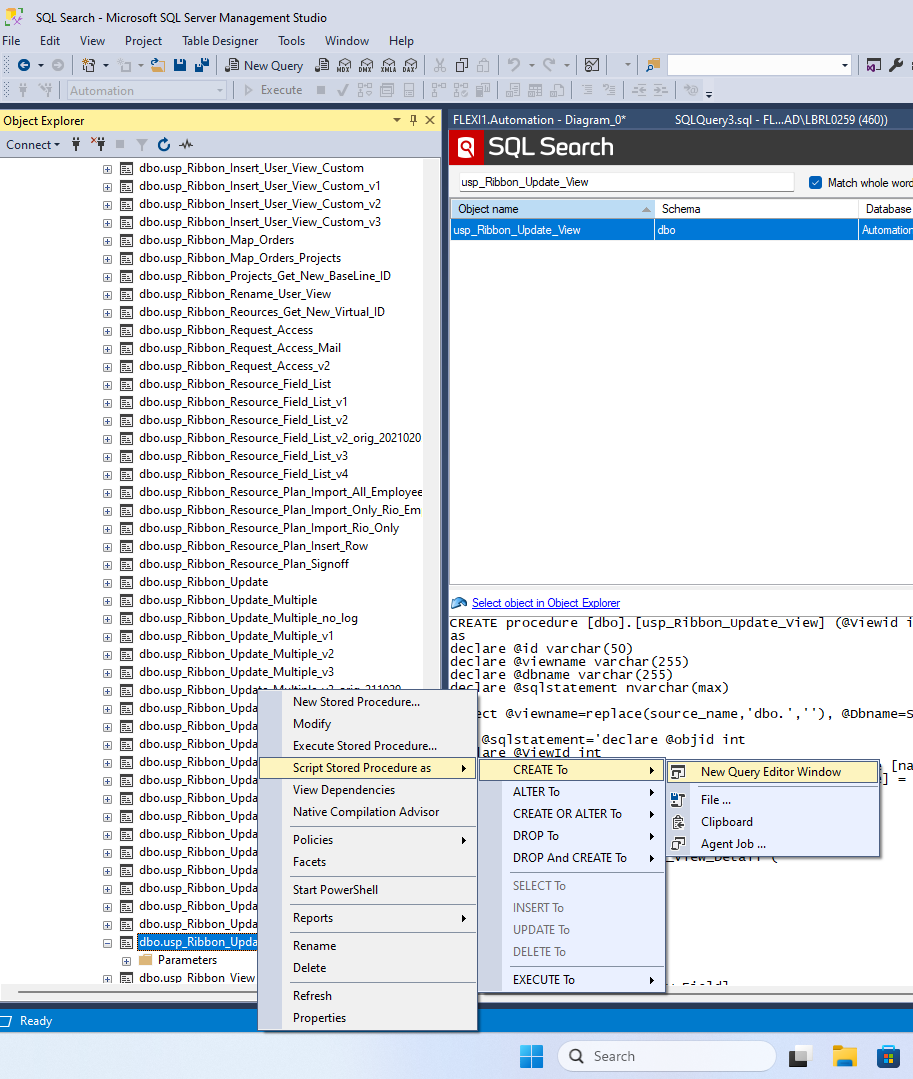 SQL Search - Microsoft SQL Server Management Studio
File Edit View Project Table Designer Tools Window Help
New Query MDX DMX XMLA DAX
Automation Execute
Object Explorer
Connect
dbo.usp_Ribbon_Insert_User_View_Custom
dbo.usp_Ribbon_Insert_User_View_Custom_v1
dbo.usp_Ribbon_Insert_User_View_Custom_v2
dbo.usp_Ribbon_Insert_User_View_Custom_v3
dbo.usp_Ribbon_Map_Orders
dbo.usp_Ribbon_Map_Orders_Projects
dbo.usp_Ribbon_Projects_Get_New_BaseLine_ID
dbo.usp_Ribbon_Rename_User_View
dbo.usp_Ribbon_Reources_Get_New_Virtual_ID
dbo.usp_Ribbon_Request_Access
dbo.usp_Ribbon_Request_Access_Mail
dbo.usp_Ribbon_Request_Access_v2
dbo.usp_Ribbon_Resource_Field_List
dbo.usp_Ribbon_Resource_Field_List_v1
dbo.usp_Ribbon_Resource_Field_List_v2
dbo.usp_Ribbon_Resource_Field_List_v2_orig_2021020
dbo.usp_Ribbon_Resource_Field_List_v3
dbo.usp_Ribbon_Resource_Field_List_v4
dbo.usp_Ribbon_Resource_Plan_Import_All_Employee
dbo.usp_Ribbon_Resource_Plan_Import_Only_Rio_Em
dbo.usp_Ribbon_Resource_Plan_Import_Rio_Only
dbo.usp_Ribbon_Resource_Plan_Insert_Row
dbo.usp_Ribbon_Resource_Plan_Signoff
dbo.usp_Ribbon_Update
dbo.usp_Ribbon_Update_Multiple
dbo.usp_Ribbon_Update_Multiple_no_log
dbo.usp_Ribbon_Update_Multiple_v1
dbo.usp_Ribbon_Update_Multiple_v2
dbo.usp_Ribbon_Update_Multiple_v3
dbo.usp_Ribbon_Update_Multiple_v3_orig_211020
dbo.usp_Ribbon_Upda
dbo.usp_Ribbon_Upda
dbo.usp_Ribbon_Upda
dbo.usp_Ribbon_Upda
dbo.usp_Ribbon_Upda
dbo.usp_Ribbon_Upda
dbo.usp_Ribbon_Upda
dbo.usp_Ribbon_Upda
dbo.usp_Ribbon_Upda
dbo.usp_Ribbon_Upda
dbo.usp_Ribbon_Upda
dbo.usp_Ribbon_Upda
dbo.usp_Ribbon_Upda
dbo.usp_Ribbon_Upda
Parameters
dbo.usp_Ribbon_View
FLEXI1.Automation - Diagram_0* SQLQuery3.sql - FL...AD\LBRL0259 (460))
SQL Search
usp_Ribbon_Update_View Match whole word
Object name Schema Database
usp_Ribbon_Update_View dbo Automation
Select object in Object Explorer
CREATE procedure [dbo].[usp_Ribbon_Update_View] (@Viewid i
as
declare @id varchar(50)
declare @viewname varchar(255)
declare @dbname varchar(255)
declare @sqlstatement nvarchar(max)
ect @viewname=replace(source_name,'dbo.',''), @Dbname=S
@sqlstatement='declare @objid int
lare @ViewId int
[na
] =
_View_Detail (
Field]
New Stored Procedure...
Modify
Execute Stored Procedure...
Script Stored Procedure as
View Dependencies
Native Compilation Advisor
Policies
Facets
Start PowerShell
Reports
Rename
Delete
Refresh
Properties
CREATE To
ALTER To
CREATE OR ALTER To
DROP To
DROP And CREATE To
SELECT To
INSERT To
UPDATE To
DELETE To
EXECUTE To
New Query Editor Window
File ...
Clipboard
Agent Job ...
Ready
Search